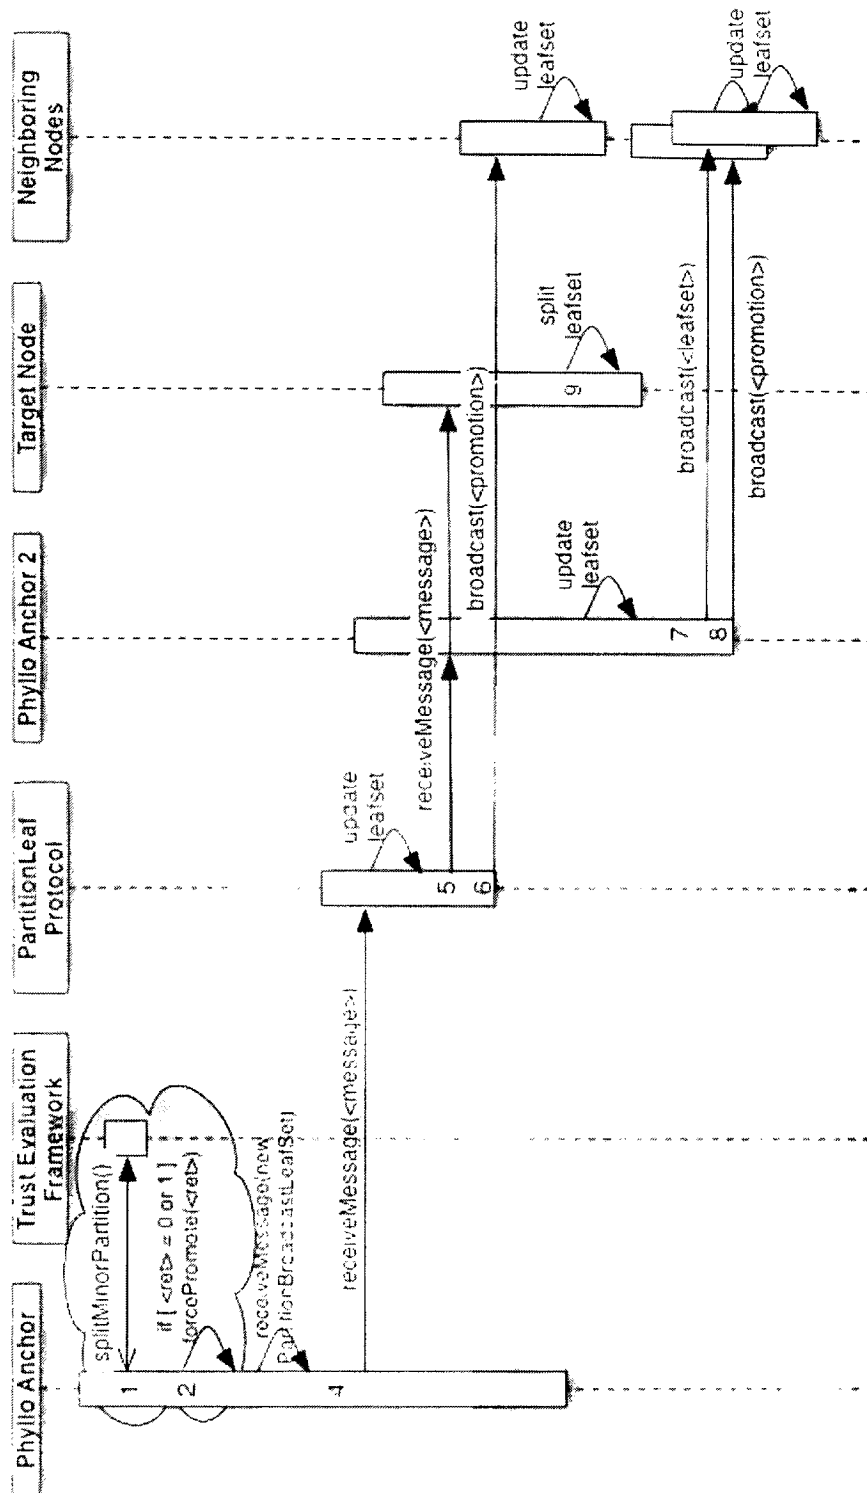 Phyllo Anchor
Trust Evaluation
Framework
PartitionLeaf
Protocol
Phyllo Anchor 2
Target Node
Neighboring
Nodes
1
splitMinorPartition()
2
if [ <ret> = 0 or 1 ]
forcePromote(<ret>)
receiveMessage(new
PartitionBroadcastLeafSet)
4
receiveMessage(<message>)
update
leafset
5
receiveMessage(<message>)
6
broadcast(<promotion>)
update
leafset
update
leafset
9
split
leafset
7
broadcast(<leafset>)
8
broadcast(<promotion>)
update
leafset